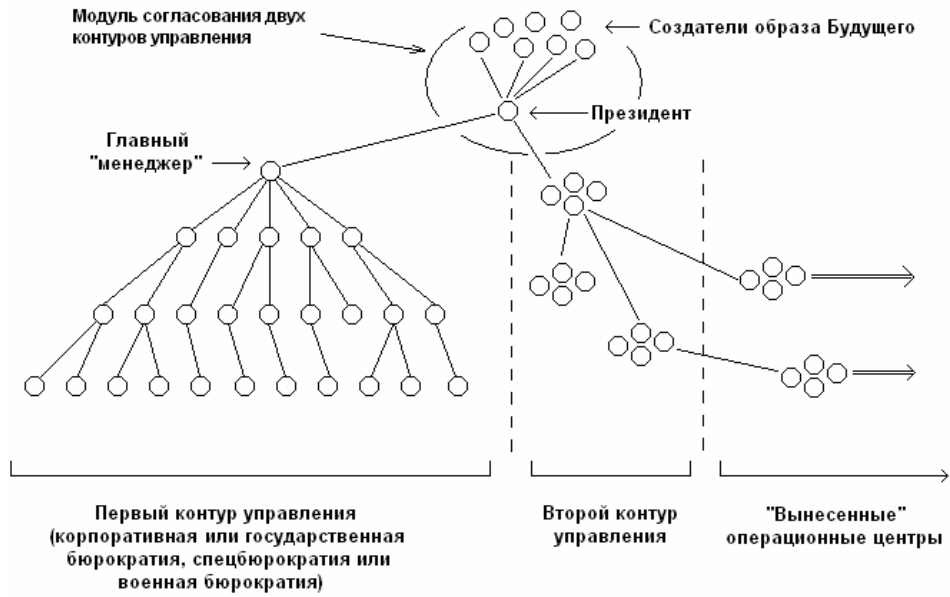 Модуль согласования двух
контуров управления
Создатели образа Будущего
Президент
Главный
"менеджер"
Первый контур управления
(корпоративная или государственная
бюрократия, спецбюрократия или
военная бюрократия)
Второй контур
управления
"Вынесенные"
операционные центры